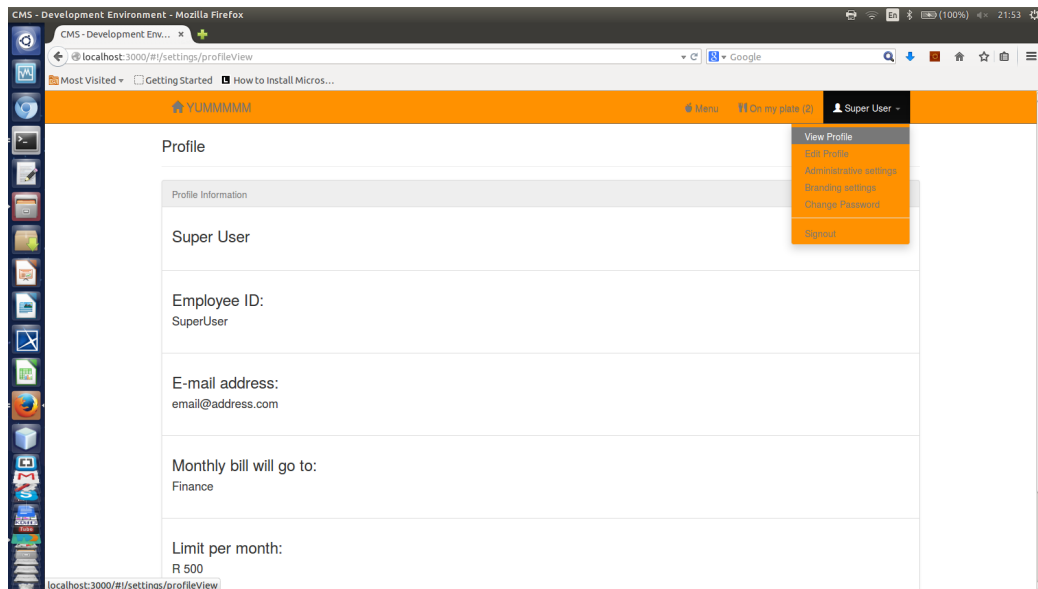 CMS - Development Environment - Mozilla Firefox
En
(100%)
21:53
CMS - Development Env...
localhost:3000/#!/settings/profileView
Google
Most Visited
Getting Started
How to Install Micros...
YUMMMMM
Menu
On my plate (2)
Super User
View Profile
Edit Profile
Administrative settings
Branding settings
Change Password
Signout
Profile
Profile Information
Super User
Employee ID:
SuperUser
E-mail address:
email@address.com
Monthly bill will go to:
Finance
Limit per month:
R 500
localhost:3000/#!/settings/profileView